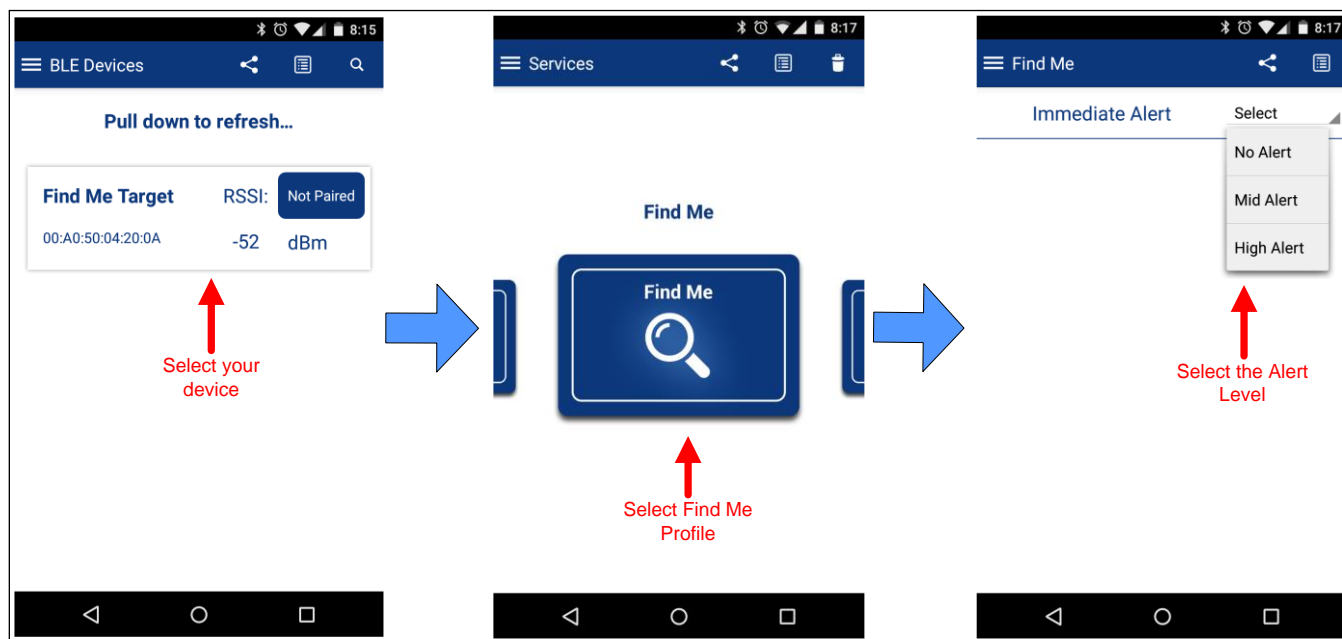 8:15
BLE Devices
Pull down to refresh...
Find Me Target RSSI: Not Paired
00:A0:50:04:20:0A -52 dBm
Select your
device
8:17
Services
Find Me
Find Me
Select Find Me
Profile
8:17
Find Me
Immediate Alert Select
No Alert
Mid Alert
High Alert
Select the Alert
Level